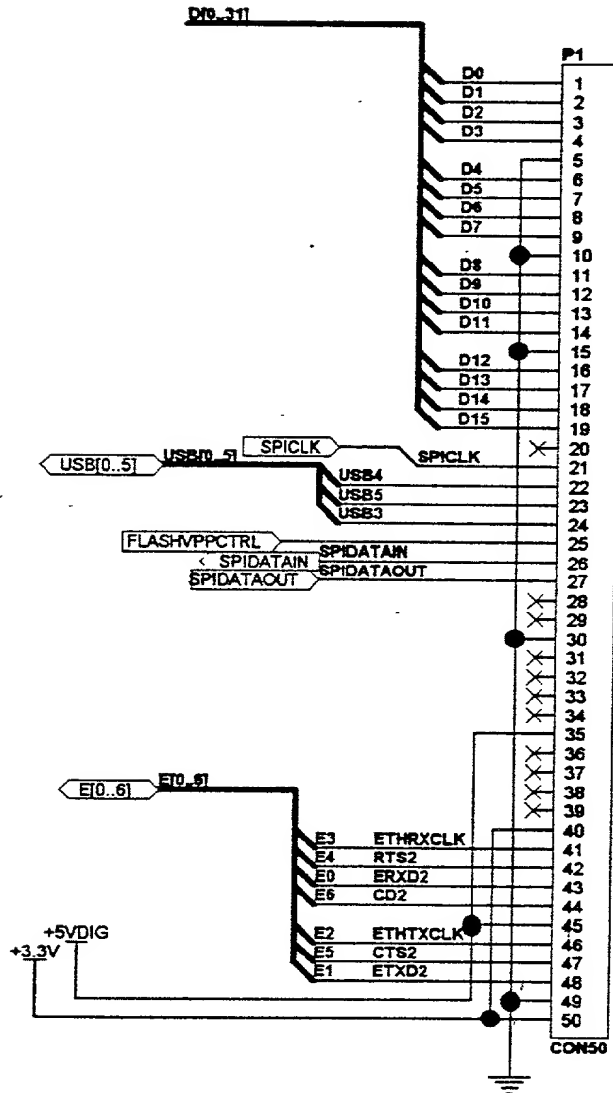 D[0..31]
P1
D0 1
D1 2
D2 3
D3 4
5
D4 6
D5 7
D6 8
D7 9
10
D8 11
D9 12
D10 13
D11 14
15
D12 16
D13 17
D14 18
D15 19
20
SPICLK SPICLK 21
USB[0..5] USB[0..5] USB4 22
USB5 23
USB3 24
FLASHVPPCTRL 25
SPIDATAIN SPIDATAIN 26
SPIDATAOUT SPIDATAOUT 27
28
29
30
31
32
33
34
35
36
37
38
39
E[0..6] E[0..6]
40
E3 ETHRXCLK 41
E4 RTS2 42
E0 ERXD2 43
E6 CD2 44
45
E2 ETHTXCLK 46
E5 CTS2 47
E1 ETXD2 48
+5VDIG
+3.3V
49
50
CON50